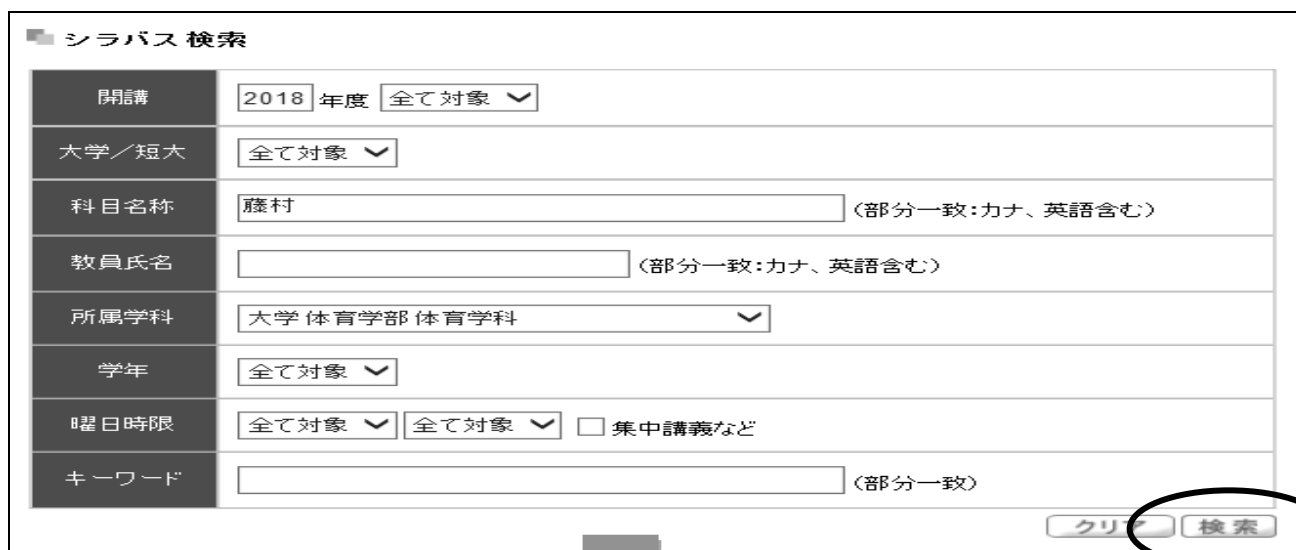 シラバス検索
開講 2018 年度 全て対象
大学／短大 全て対象
科目名称 藤村 (部分一致：カナ、英語含む)
教員氏名 (部分一致：カナ、英語含む)
所属学科 大学 体育学部 体育学科
学年 全て対象
曜日時限 全て対象 全て対象 集中講義など
キーワード (部分一致)
クリア 検索